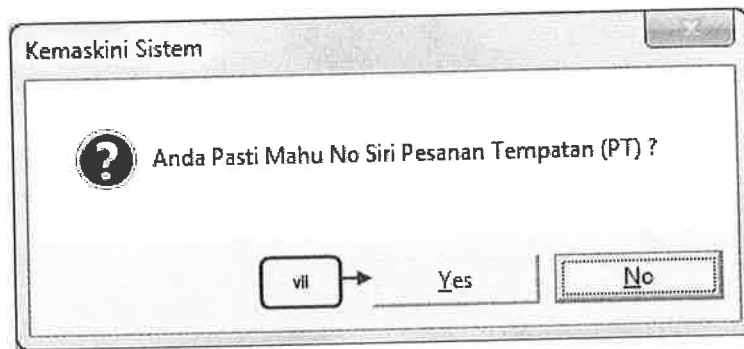 Kemaskini Sistem
Anda Pasti Mahu No Siri Pesanan Tempatan (PT) ?
vii
Yes
No